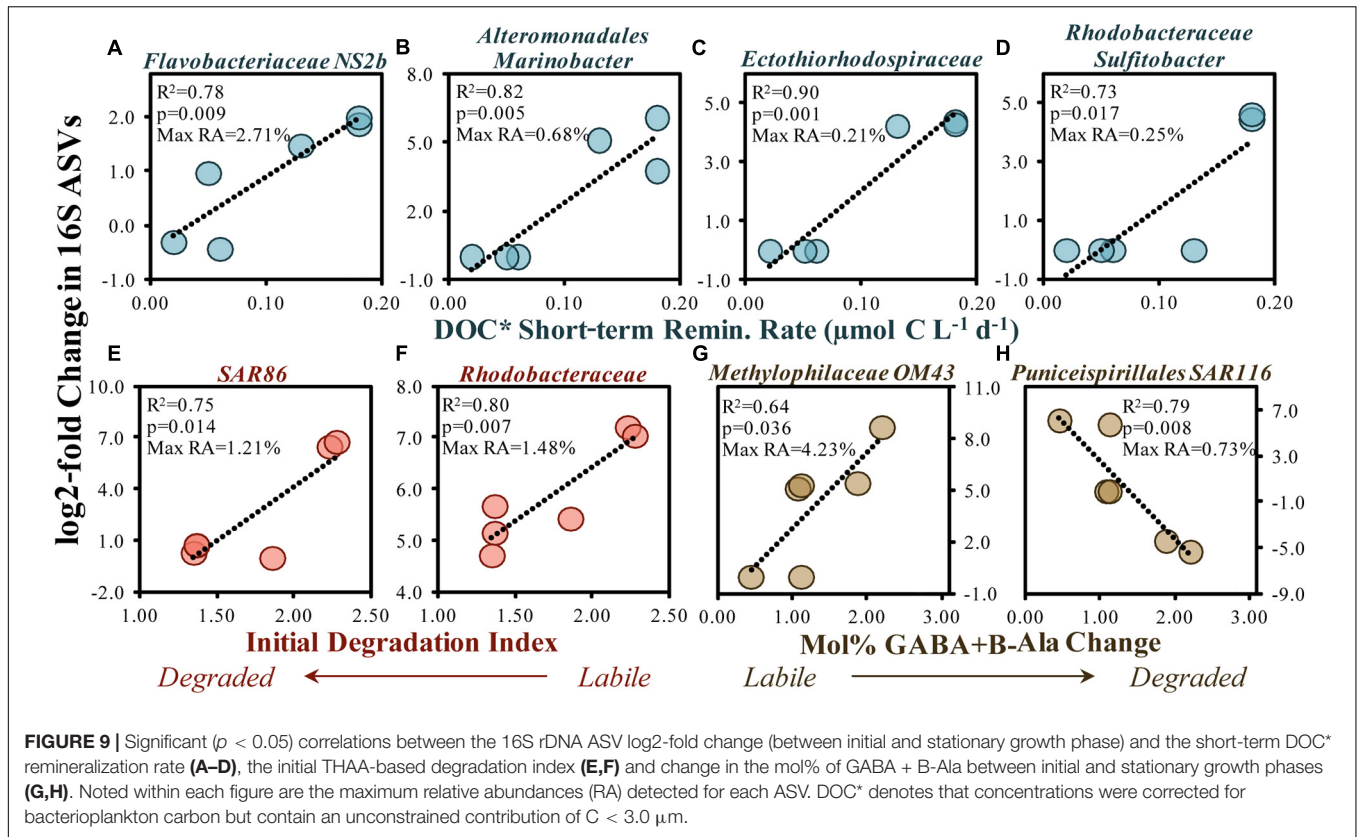 log2-fold Change in 16S ASVs
A
Flavobacteriaceae NS2b
R²=0.78
p=0.009
Max RA=2.71%
2.0
1.0
0.0
-1.0
0.00 0.10 0.20
B
Alteromonadales
Marinobacter
8.0
R²=0.82
p=0.005
Max RA=0.68%
5.0
2.0
-1.0
0.00 0.10 0.20
C
Ectothiorhodospiraceae
R²=0.90
p=0.001
Max RA=0.21%
5.0
3.0
1.0
-1.0
0.00 0.10 0.20
D
Rhodobacteraceae
Sulfitobacter
R²=0.73
p=0.017
Max RA=0.25%
5.0
3.0
1.0
-1.0
0.00 0.10 0.20
DOC* Short-term Remin. Rate (µmol C L⁻¹ d⁻¹)
E
SAR86
10.0
R²=0.75
p=0.014
Max RA=1.21%
7.0
4.0
1.0
-2.0
1.00 1.50 2.00 2.50
F
Rhodobacteraceae
8.0
R²=0.80
p=0.007
Max RA=1.48%
7.0
6.0
5.0
4.0
1.00 1.50 2.00 2.50
G
Methylophilaceae OM43
R²=0.64
p=0.036
Max RA=4.23%
11.0
8.0
5.0
2.0
-1.0
0.00 1.00 2.00 3.00
H
Puniceispirillales SAR116
R²=0.79
p=0.008
Max RA=0.73%
7.0
3.0
-1.0
-5.0
-9.0
0.00 1.00 2.00 3.00
Initial Degradation Index
Degraded Labile
Mol% GABA+B-Ala Change
Labile Degraded
FIGURE 9 | Significant (p < 0.05) correlations between the 16S rDNA ASV log2-fold change (between initial and stationary growth phase) and the short-term DOC*
remineralization rate (A–D), the initial THAA-based degradation index (E,F) and change in the mol% of GABA + B-Ala between initial and stationary growth phases
(G,H). Noted within each figure are the maximum relative abundances (RA) detected for each ASV. DOC* denotes that concentrations were corrected for
bacterioplankton carbon but contain an unconstrained contribution of C < 3.0 µm.